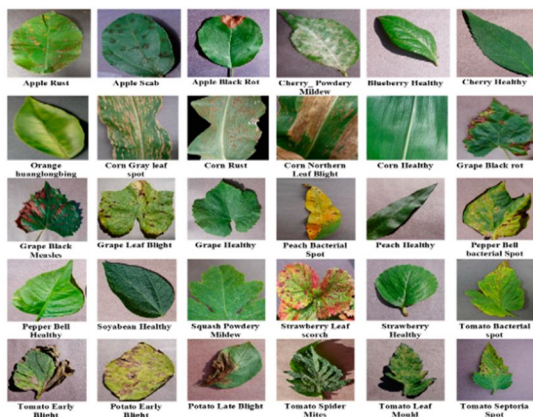 Apple Rust
Apple Scab
Apple Black Rot
Cherry_ Powdery
Mildew
Blueberry Healthy
Cherry Healthy
Orange
huanglongbing
Corn Gray leaf
spot
Corn Rust
Corn Northern
Leaf Blight
Corn Healthy
Grape Black rot
Grape Black
Measles
Grape Leaf Blight
Grape Healthy
Peach Bacterial
Spot
Peach Healthy
Pepper Bell
bacterial Spot
Pepper Bell
Healthy
Soyabean Healthy
Squash Powdery
Mildew
Strawberry Leaf
scorch
Strawberry
Healthy
Tomato Bacterial
spot
Tomato Early
Blight
Potato Early
Blight
Potato Late Blight
Tomato Spider
Mites
Tomato Leaf
Mould
Tomato Septoria
Spot